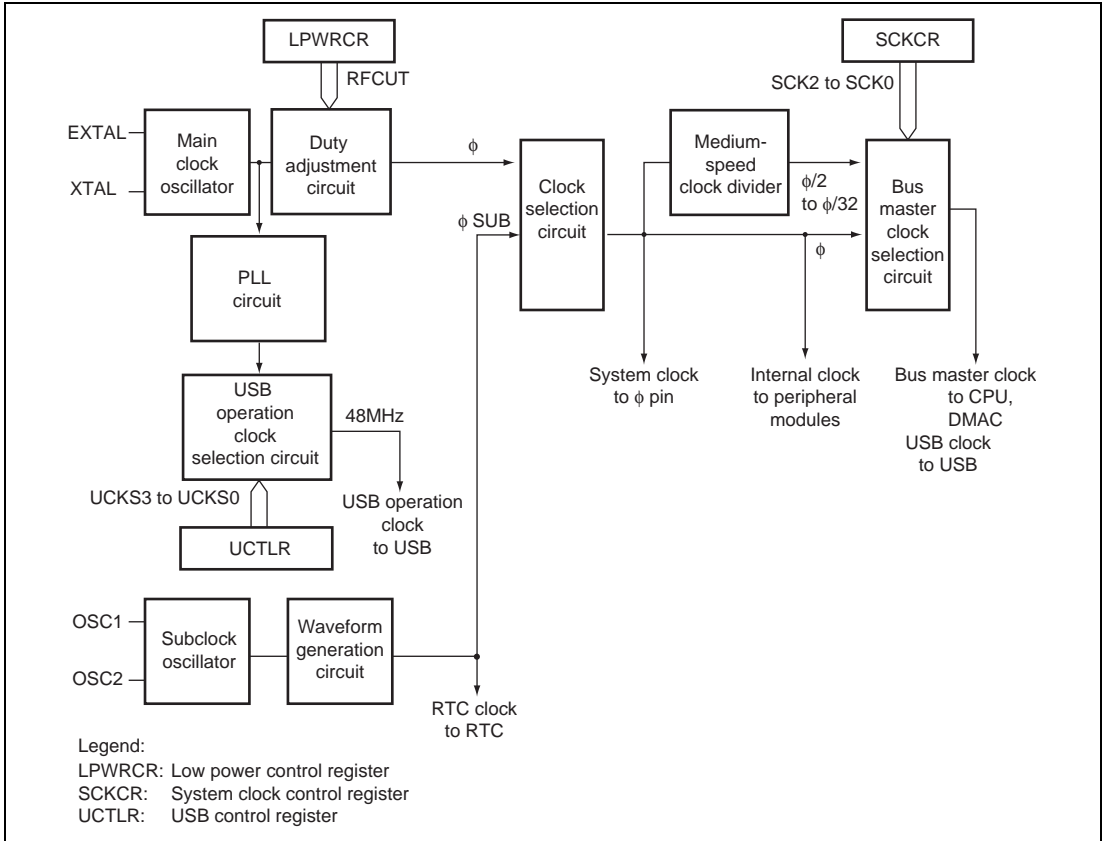 LPWRCR
SCKCR
RFCUT
SCK2 to SCK0
EXTAL
XTAL
Main
clock
oscillator
Duty
adjustment
circuit
ϕ
ϕ SUB
Clock
selection
circuit
Medium-
speed
clock divider
ϕ/2
to ϕ/32
ϕ
Bus
master
clock
selection
circuit
PLL
circuit
System clock
to ϕ pin
Internal clock
to peripheral
modules
Bus master clock
to CPU,
DMAC
USB clock
to USB
USB
operation
clock
selection circuit
48MHz
UCKS3 to UCKS0
USB operation
clock
to USB
UCTLR
OSC1
OSC2
Subclock
oscillator
Waveform
generation
circuit
RTC clock
to RTC
Legend:
LPWRCR: Low power control register
SCKCR: System clock control register
UCTLR: USB control register